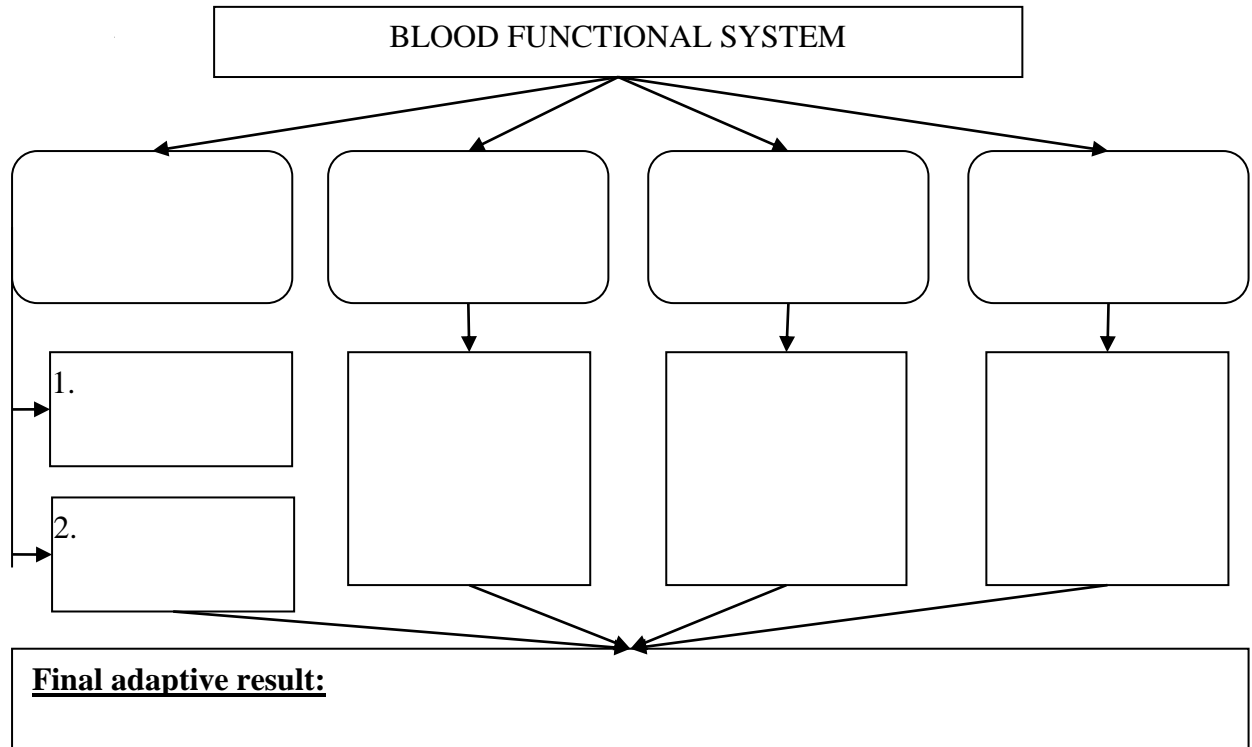 BLOOD FUNCTIONAL SYSTEM
1.
2.
Final adaptive result: